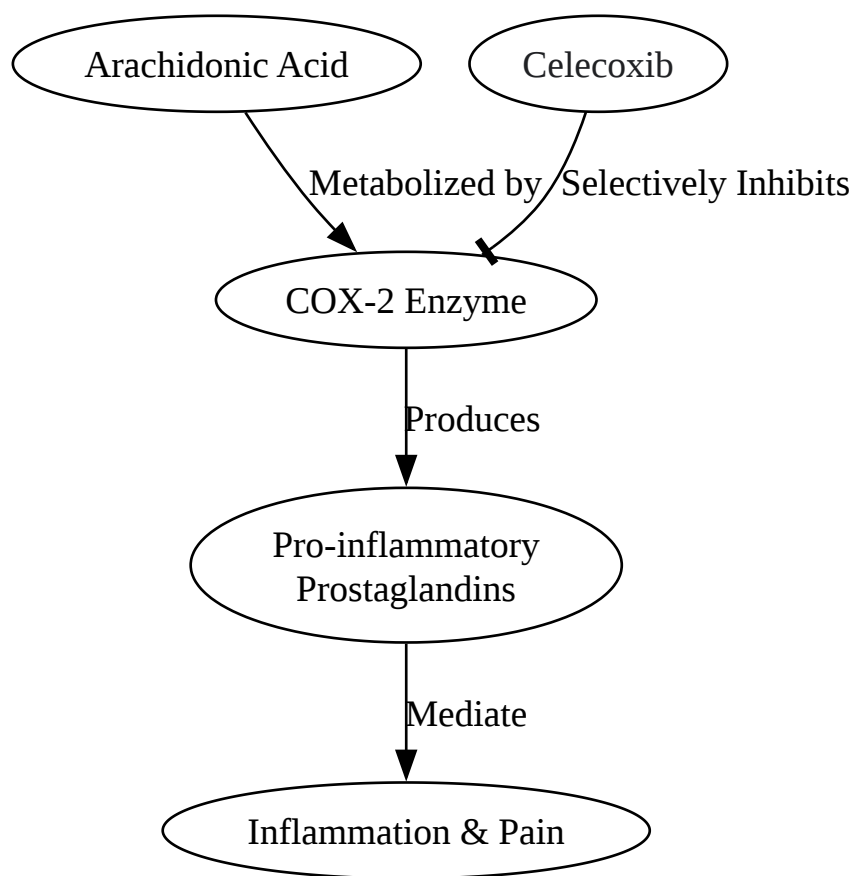 Arachidonic Acid
Celecoxib
Metabolized by
Selectively Inhibits
COX-2 Enzyme
Produces
Pro-inflammatory
Prostaglandins
Mediate
Inflammation & Pain